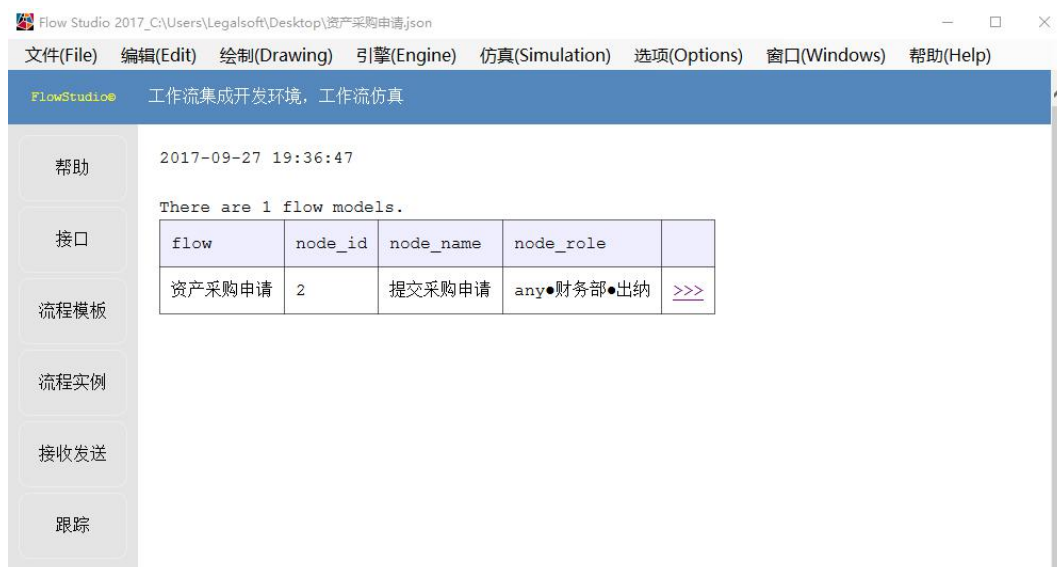 Flow Studio 2017_C:\Users\Legalsoft\Desktop\资产采购申请.json
文件(File) 编辑(Edit) 绘制(Drawing) 引擎(Engine) 仿真(Simulation) 选项(Options) 窗口(Windows) 帮助(Help)
FlowStudio® 工作流集成开发环境，工作流仿真
帮助
接口
流程模板
流程实例
接收发送
跟踪
2017-09-27 19:36:47
There are 1 flow models.
flow node_id node_name node_role
资产采购申请 2 提交采购申请 any●财务部●出纳 >>>